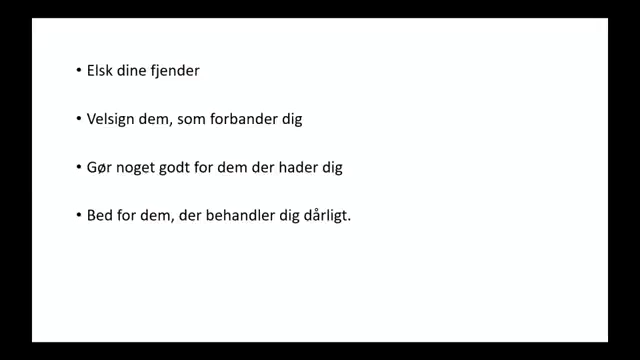 • Elsk dine fjender
• Velsign dem, som forbander dig
• Gør noget godt for dem der hader dig
• Bed for dem, der behandler dig dårligt.